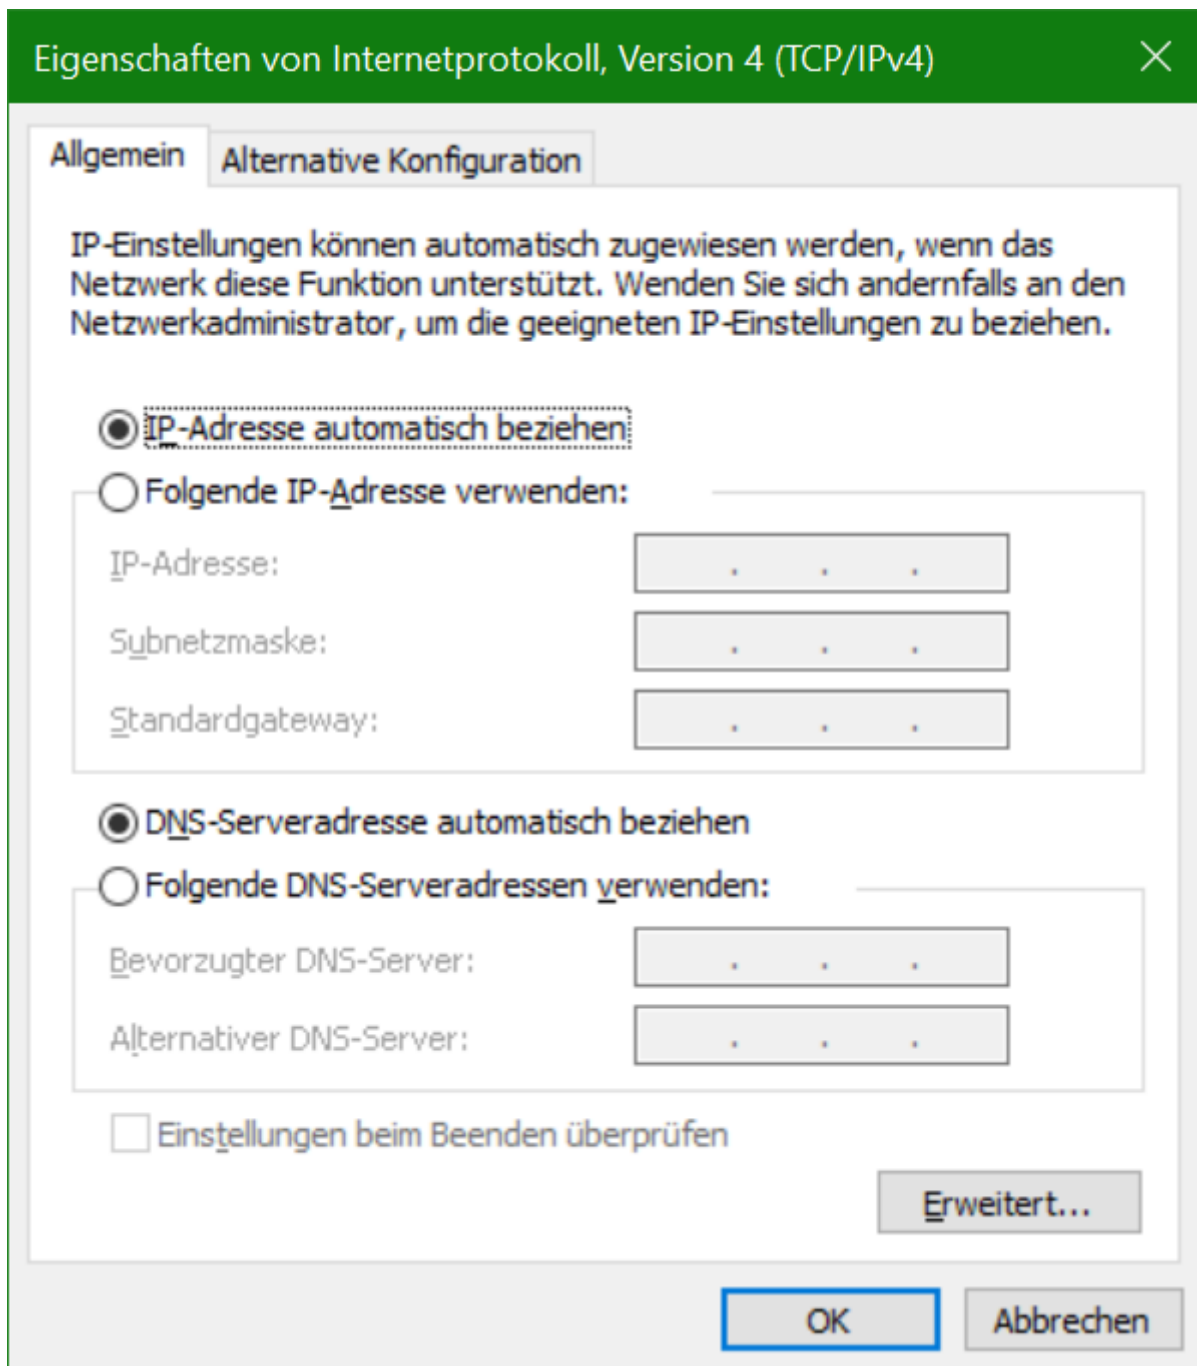 Eigenschaften von Internetprotokoll, Version 4 (TCP/IPv4)
Allgemein
Alternative Konfiguration
IP-Einstellungen können automatisch zugewiesen werden, wenn das
Netzwerk diese Funktion unterstützt. Wenden Sie sich andernfalls an den
Netzwerkadministrator, um die geeigneten IP-Einstellungen zu beziehen.
IP-Adresse automatisch beziehen
Folgende IP-Adresse verwenden:
IP-Adresse: . . .
Subnetzmaske: . . .
Standardgateway: . . .
DNS-Serveradresse automatisch beziehen
Folgende DNS-Serveradressen verwenden:
Bevorzugter DNS-Server: . . .
Alternativer DNS-Server: . . .
Einstellungen beim Beenden überprüfen
Erweitert...
OK
Abbrechen